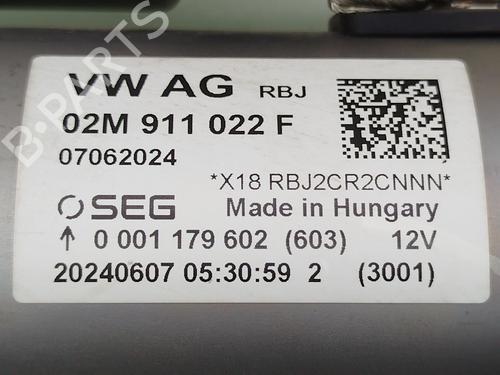 VW AG RBJ
02M 911 022 F
07062024
*X18 RBJ2CR2CNNN*
SEG Made in Hungary
↑ 0 001 179 602 (603) 12V
20240607 05:30:59 2 (3001)
B-PARTS